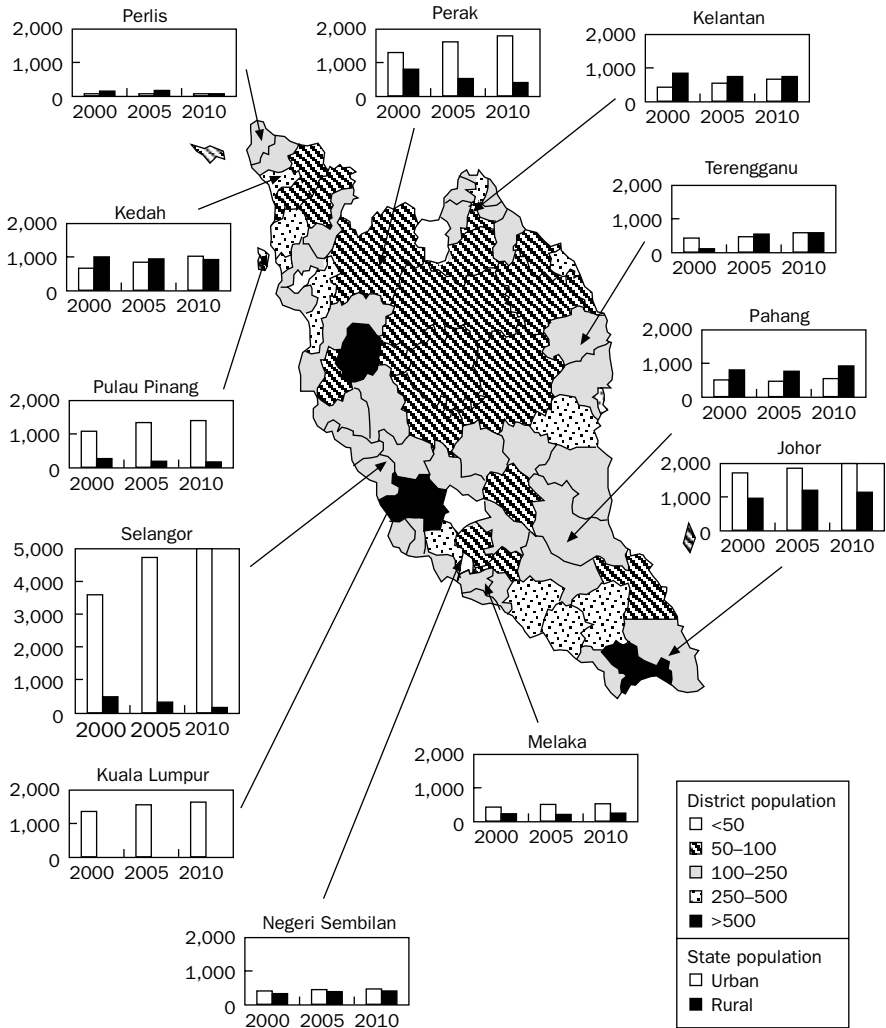 Perlis
2,000
1,000
0
2000 2005 2010
Perak
2,000
1,000
0
2000 2005 2010
Kelantan
2,000
1,000
0
2000 2005 2010
Terengganu
2,000
1,000
0
2000 2005 2010
Kedah
2,000
1,000
0
2000 2005 2010
Pahang
2,000
1,000
0
2000 2005 2010
Pulau Pinang
2,000
1,000
0
2000 2005 2010
Johor
2,000
1,000
0
2000 2005 2010
Selangor
5,000
4,000
3,000
2,000
1,000
0
2000 2005 2010
Melaka
2,000
1,000
0
2000 2005 2010
Kuala Lumpur
2,000
1,000
0
2000 2005 2010
Negeri Sembilan
2,000
1,000
0
2000 2005 2010
District population
<50
50–100
100–250
250–500
>500
State population
Urban
Rural